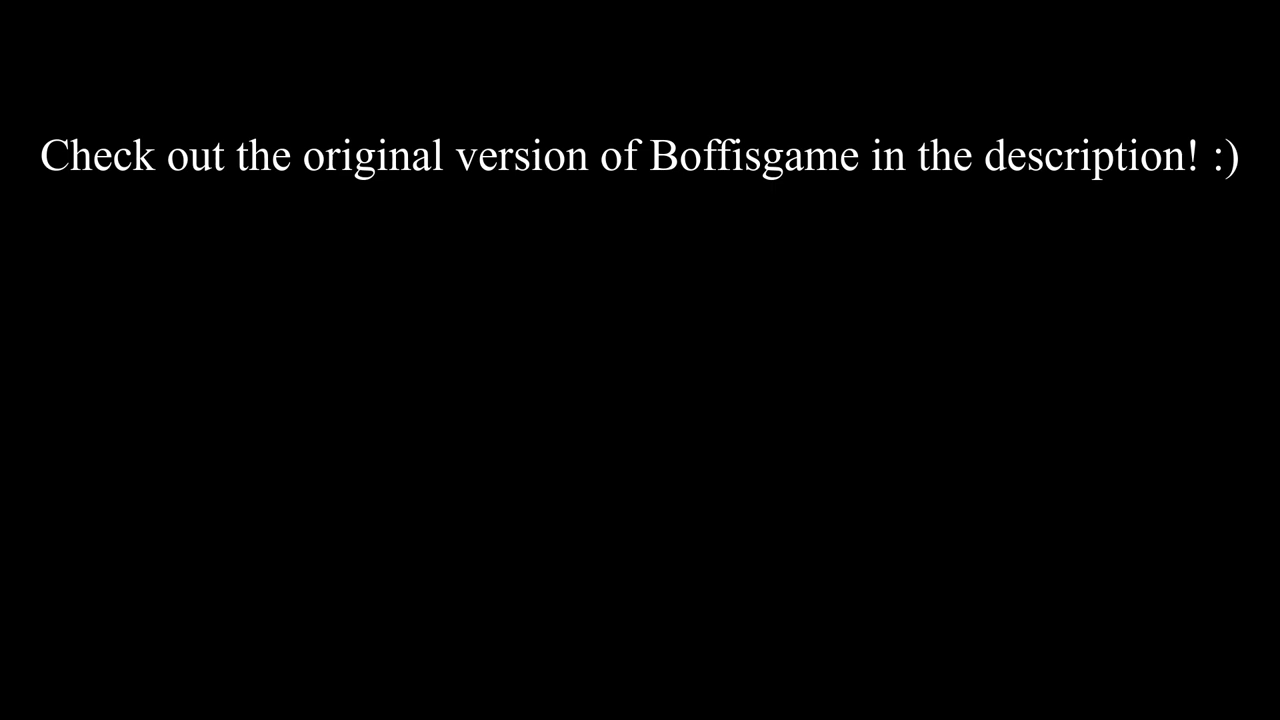 Check out the original version of Boffisgame in the description! :)